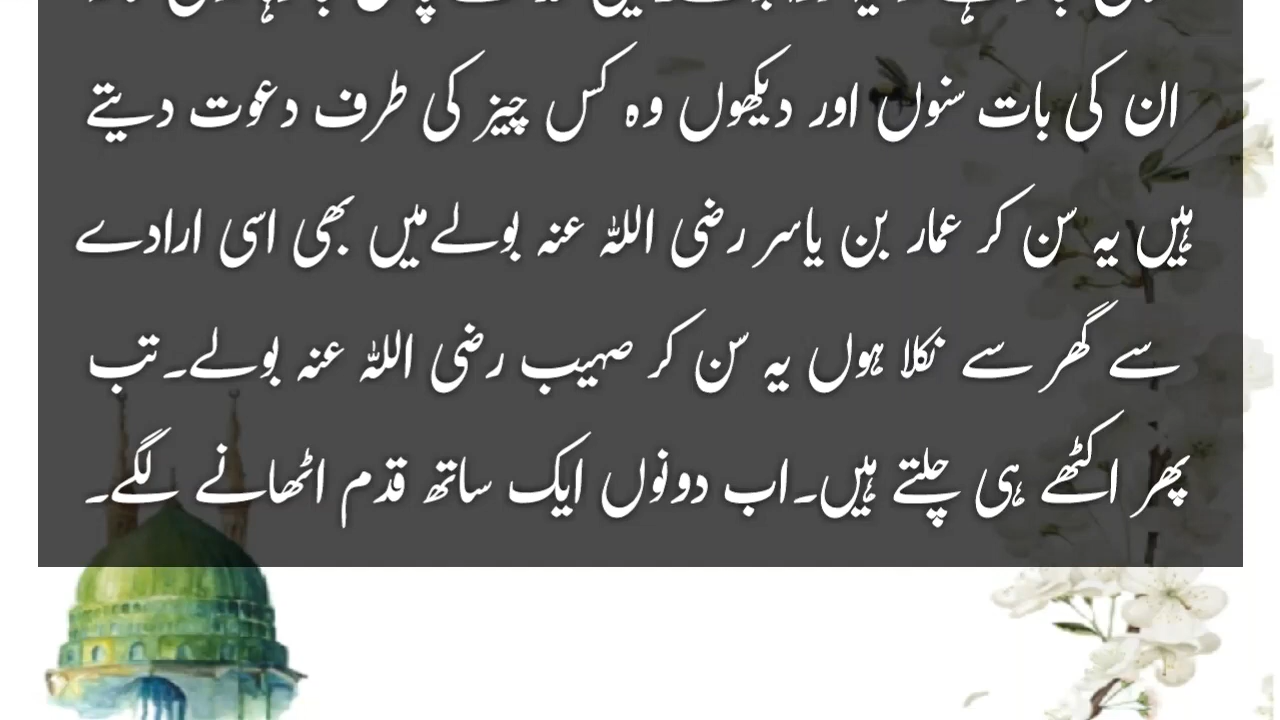 ان کی بات سنوں اور دیکھوں وہ کس چیز کی طرف دعوت دیتے
ہیں یہ سن کر عمار بن یاسر رضی اللہ عنہ بولےمیں بھی اسی ارادے
سے گھر سے نکلا ہوں یہ سن کر صہیب رضی اللہ عنہ بولے۔تب
پھر اکٹھے ہی چلتے ہیں۔اب دونوں ایک ساتھ قدم اٹھانے لگے۔